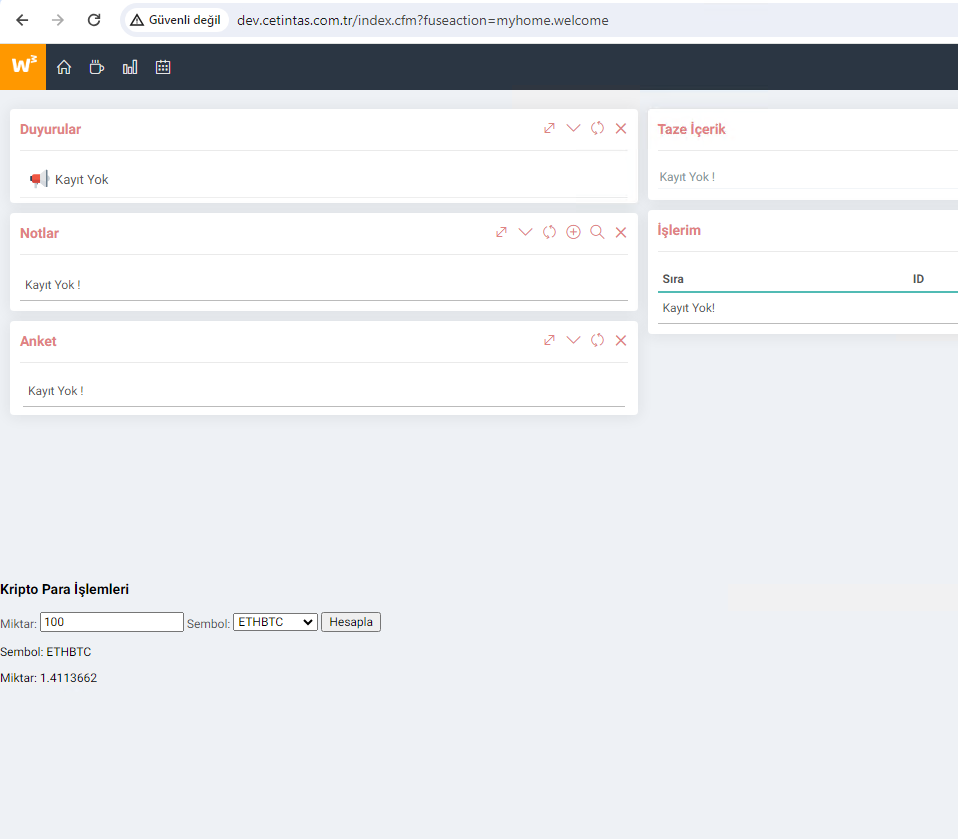 Güvenli değil dev.cetintas.com.tr/index.cfm?fuseaction=myhome.welcome
W3
Duyurular
Kayıt Yok
Notlar
Kayıt Yok !
Anket
Kayıt Yok !
Taze İçerik
Kayıt Yok !
İşlerim
Sıra ID
Kayıt Yok!
Kripto Para İşlemleri
Miktar: 100 Sembol: ETHBTC Hesapla
Sembol: ETHBTC
Miktar: 1.4113662